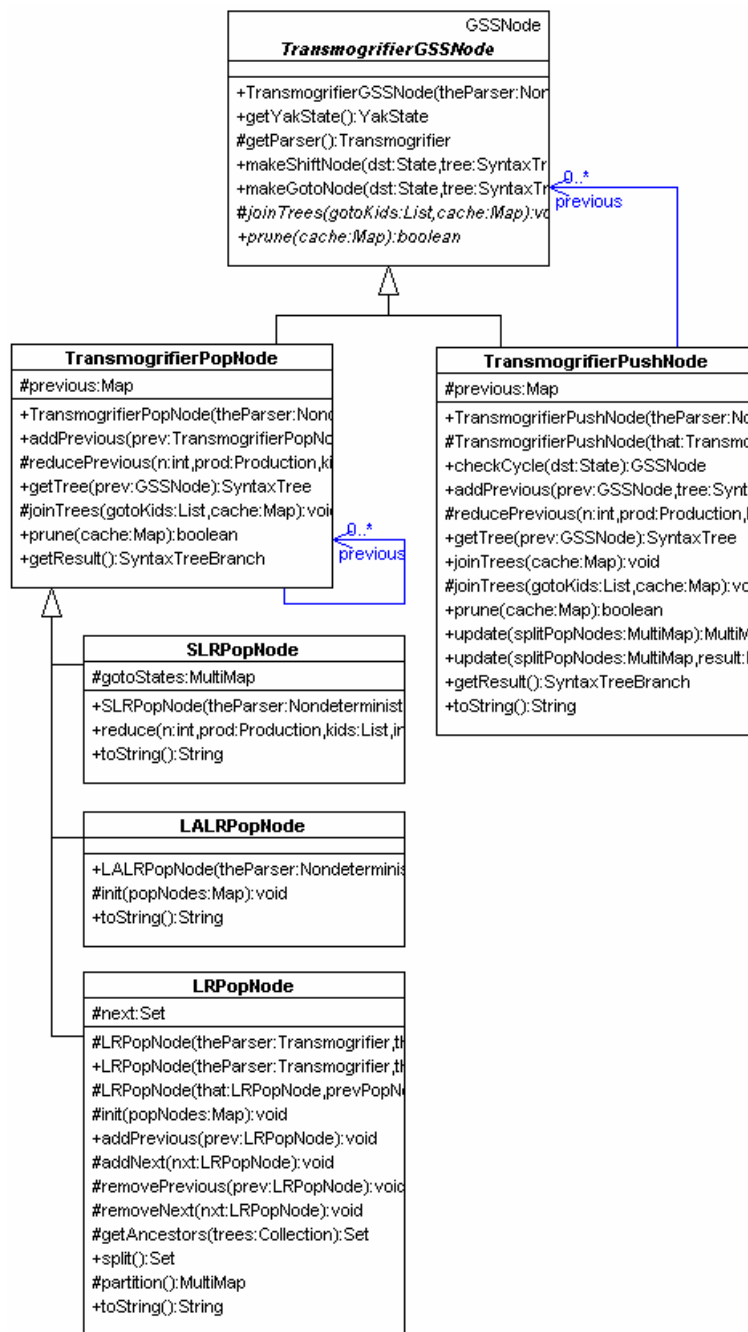 GSSNode
TransmogrifierGSSNode
+TransmogrifierGSSNode(theParser:Non
+getYakState():YakState
#getParser():Transmogrifier
+makeShiftNode(dst:State,tree:SyntaxTr
+makeGotoNode(dst:State,tree:SyntaxTr
#joinTrees(gotoKids:List,cache:Map):vo
+prune(cache:Map):boolean
0..*
previous
TransmogrifierPopNode
#previous:Map
+TransmogrifierPopNode(theParser:Nond
+addPrevious(prev:TransmogrifierPopNo
#reducePrevious(n:int,prod:Production,ki
+getTree(prev:GSSNode):SyntaxTree
#joinTrees(gotoKids:List,cache:Map):voi
+prune(cache:Map):boolean
+getResult():SyntaxTreeBranch
0..*
previous
TransmogrifierPushNode
#previous:Map
+TransmogrifierPushNode(theParser:No
#TransmogrifierPushNode(that:Transmo
+checkCycle(dst:State):GSSNode
+addPrevious(prev:GSSNode,tree:Synt
#reducePrevious(n:int,prod:Production,
+getTree(prev:GSSNode):SyntaxTree
+joinTrees(cache:Map):void
#joinTrees(gotoKids:List,cache:Map):vo
+prune(cache:Map):boolean
+update(splitPopNodes:MultiMap):MultiM
+update(splitPopNodes:MultiMap,result:
+getResult():SyntaxTreeBranch
+toString():String
SLRPopNode
#gotoStates:MultiMap
+SLRPopNode(theParser:Nondeterminist
+reduce(n:int,prod:Production,kids:List,in
+toString():String
LALRPopNode
+LALRPopNode(theParser:Nondeterminis
#init(popNodes:Map):void
+toString():String
LRPopNode
#next:Set
#LRPopNode(theParser:Transmogrifier,th
+LRPopNode(theParser:Transmogrifier,th
#LRPopNode(that:LRPopNode,prevPopN
#init(popNodes:Map):void
+addPrevious(prev:LRPopNode):void
#addNext(nxt:LRPopNode):void
#removePrevious(prev:LRPopNode):void
#removeNext(nxt:LRPopNode):void
#getAncestors(trees:Collection):Set
+split():Set
#partition():MultiMap
+toString():String